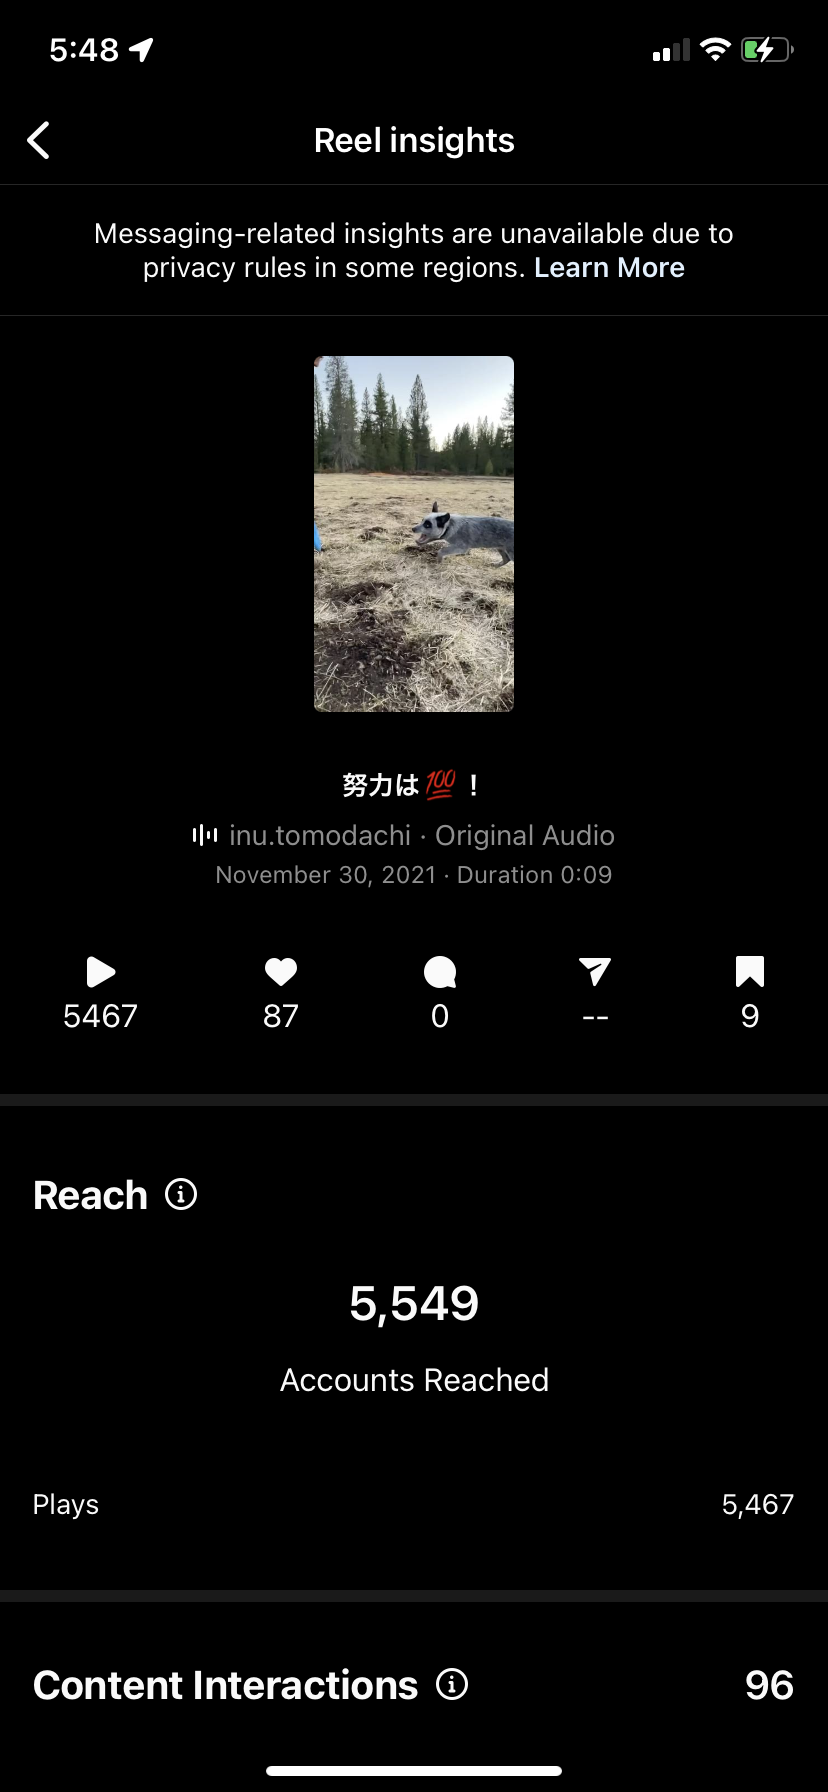 5:48
Reel insights
Messaging-related insights are unavailable due to
privacy rules in some regions. Learn More
努力は💯！
inu.tomodachi · Original Audio
November 30, 2021 · Duration 0:09
5467 87 0 -- 9
Reach
5,549
Accounts Reached
Plays 5,467
Content Interactions 96